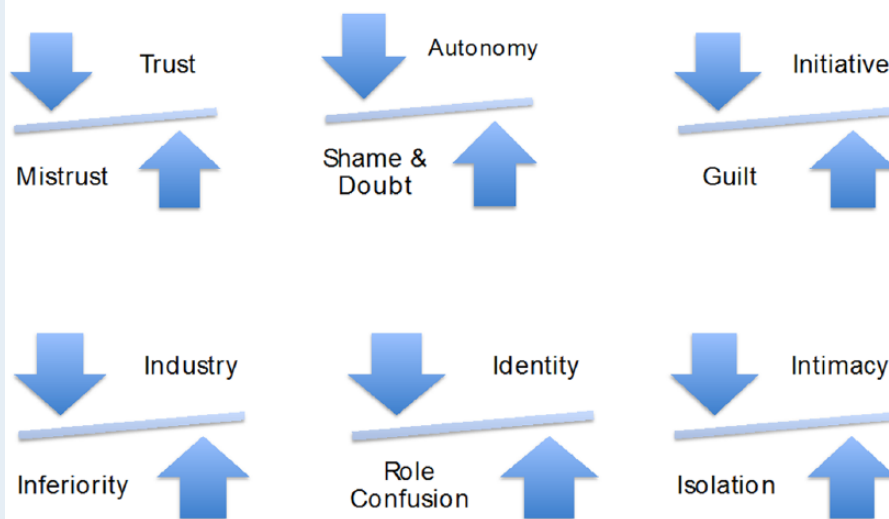 Trust
Mistrust
Autonomy
Shame &
Doubt
Initiative
Guilt
Industry
Inferiority
Identity
Role
Confusion
Intimacy
Isolation